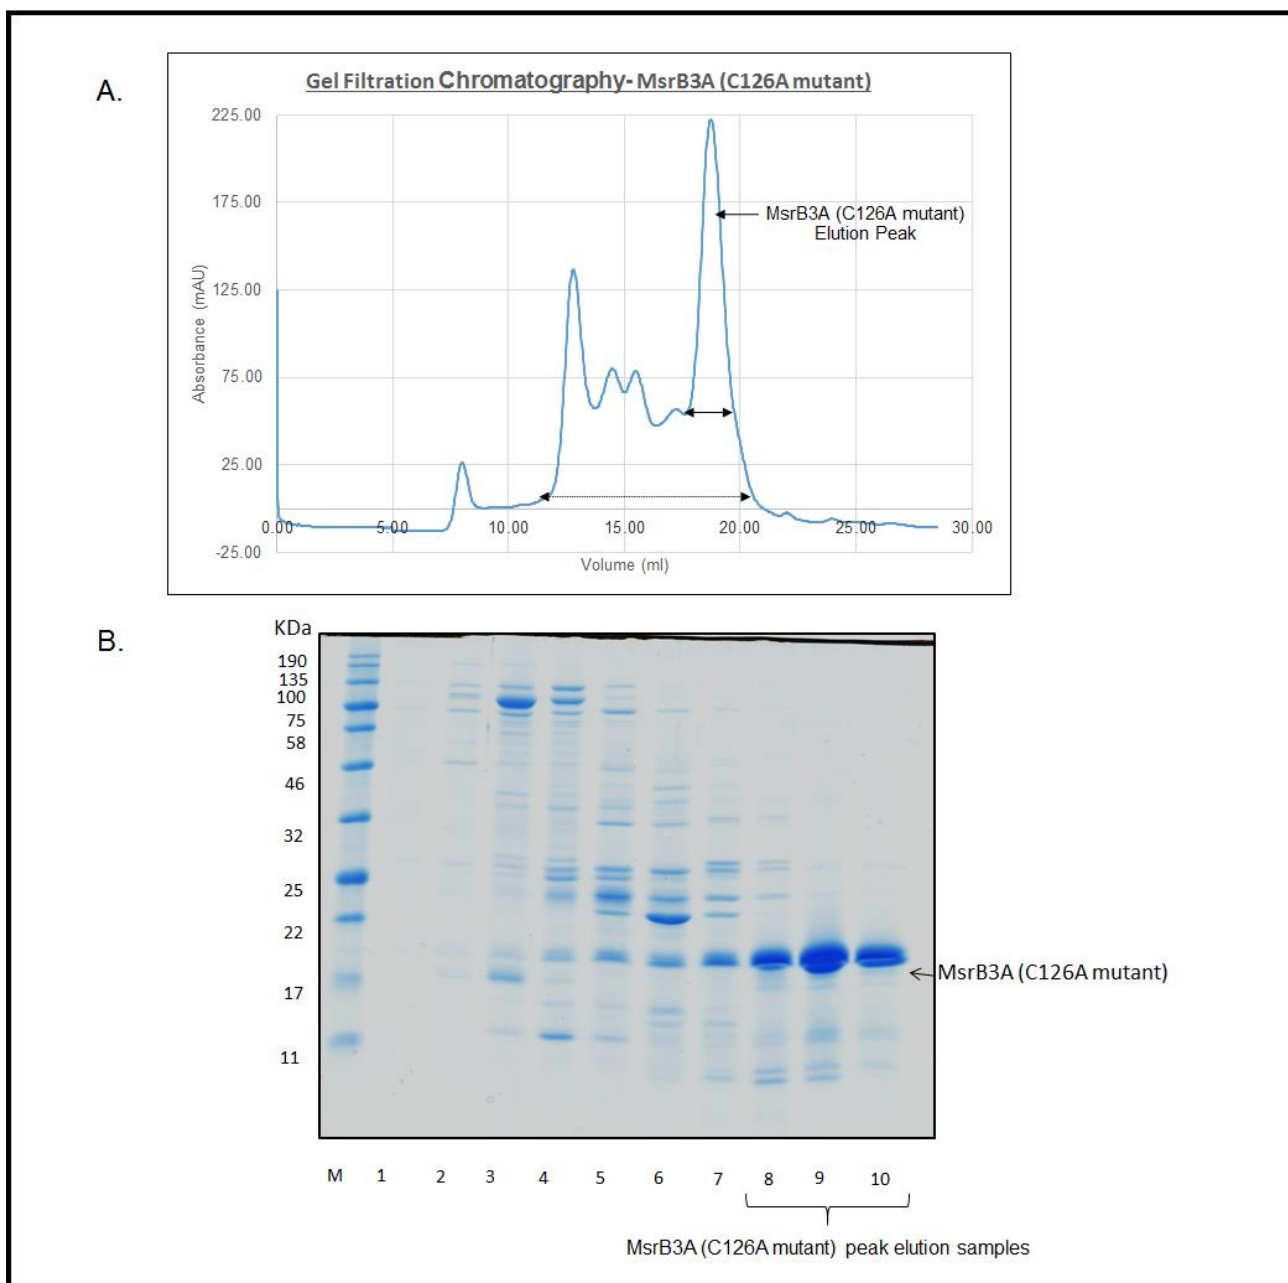 A.
Gel Filtration Chromatography- MsrB3A (C126A mutant)
225.00
175.00
125.00
75.00
25.00
-25.00
Absorbance (mAU)
MsrB3A (C126A mutant)
Elution Peak
0.00 5.00 10.00 15.00 20.00 25.00 30.00
Volume (ml)
B.
KDa
190
135
100
75
58
46
32
25
22
17
11
MsrB3A (C126A mutant)
M 1 2 3 4 5 6 7 8 9 10
MsrB3A (C126A mutant) peak elution samples